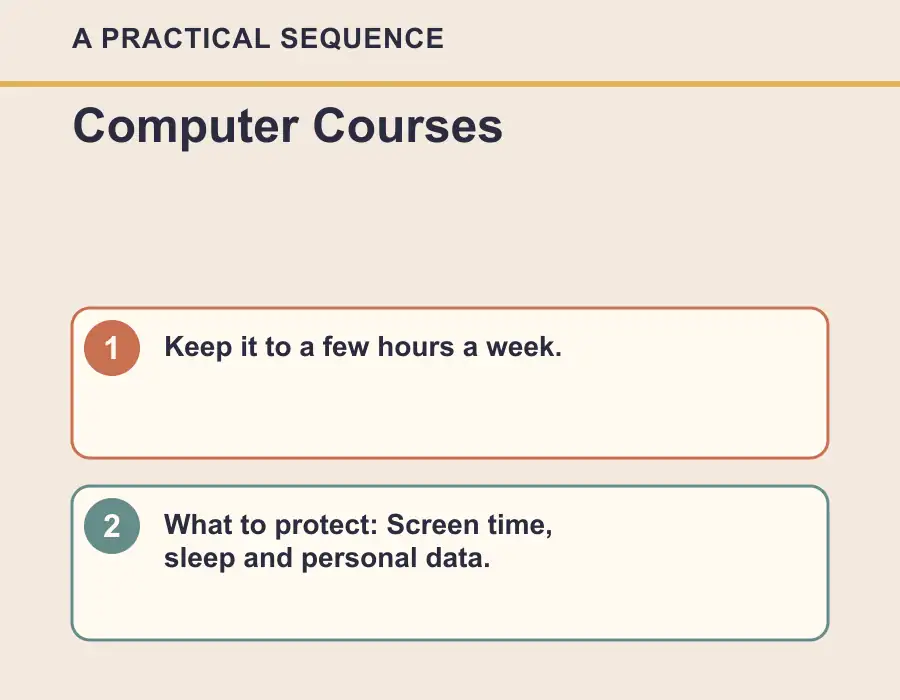 A PRACTICAL SEQUENCE
Computer Courses
1
Keep it to a few hours a week.
2
What to protect: Screen time,
sleep and personal data.